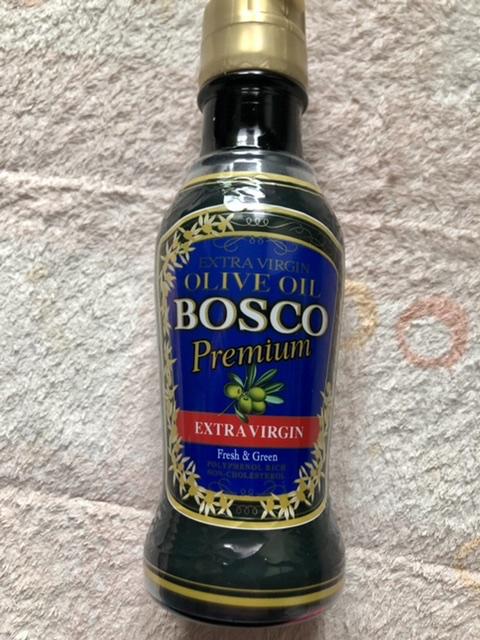 EXTRA VIRGIN
OLIVE OIL
BOSCO
Premium
EXTRA VIRGIN
Fresh & Green
POLYPHENOL RICH
NON-CHOLESTEROL